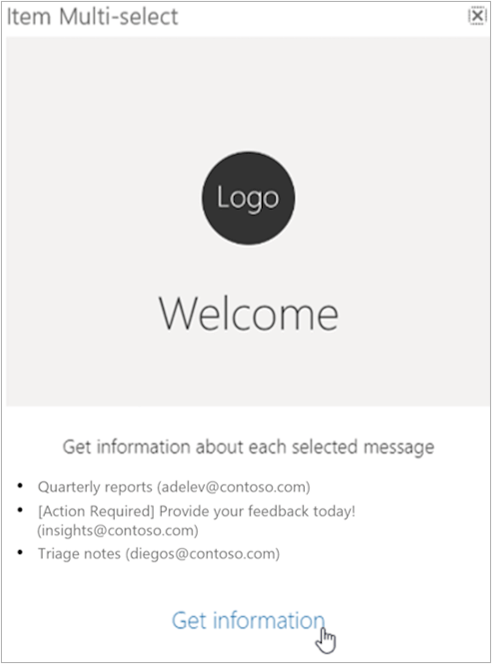 Item Multi-select
Logo
Welcome
Get information about each selected message
• Quarterly reports (adelev@contoso.com)
• [Action Required] Provide your feedback today!
(insights@contoso.com)
• Triage notes (diegos@contoso.com)
Get information